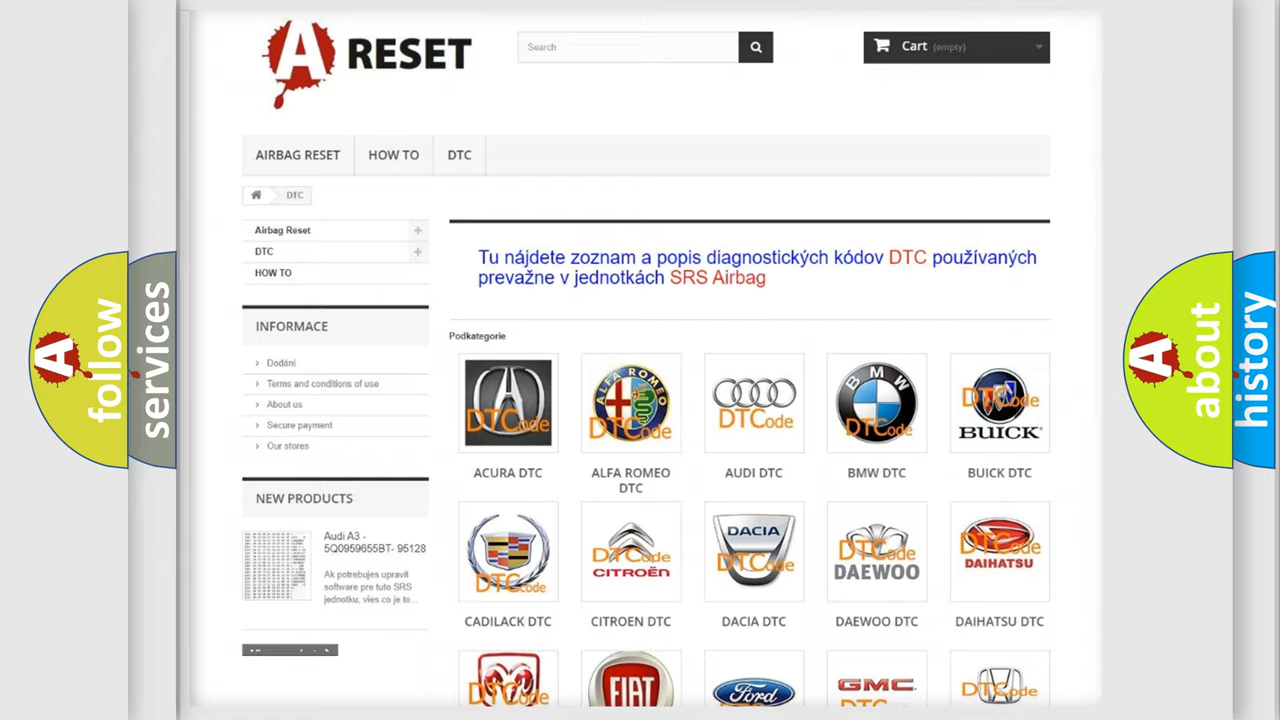 A RESET
Search
Cart (empty)
AIRBAG RESET
HOW TO
DTC
DTC
Airbag Reset
DTC
HOW TO
INFORMACE
Dodání
Terms and conditions of use
About us
Secure payment
Our stores
NEW PRODUCTS
Audi A3 -
5Q0959655BT- 95128
Ak potrebujes upravit
software pre tuto SRS
jednotku, vies co je to...
Tu nájdete zoznam a popis diagnostických kódov DTC používaných
prevažne v jednotkách SRS Airbag
Podkategorie
DTCode
ALFA ROMEO
DTCode
DTCode
BMW
DTCode
DTCode
BUICK
ACURA DTC
ALFA ROMEO
DTC
AUDI DTC
BMW DTC
BUICK DTC
DTCode
DTCode
CITROËN
DACIA
DTCode
DTCode
DAEWOO
DTCode
DAIHATSU
CADILACK DTC
CITROEN DTC
DACIA DTC
DAEWOO DTC
DAIHATSU DTC
DTCode
FIAT
Ford
GMC
DTCode
A follow
services
A about
history